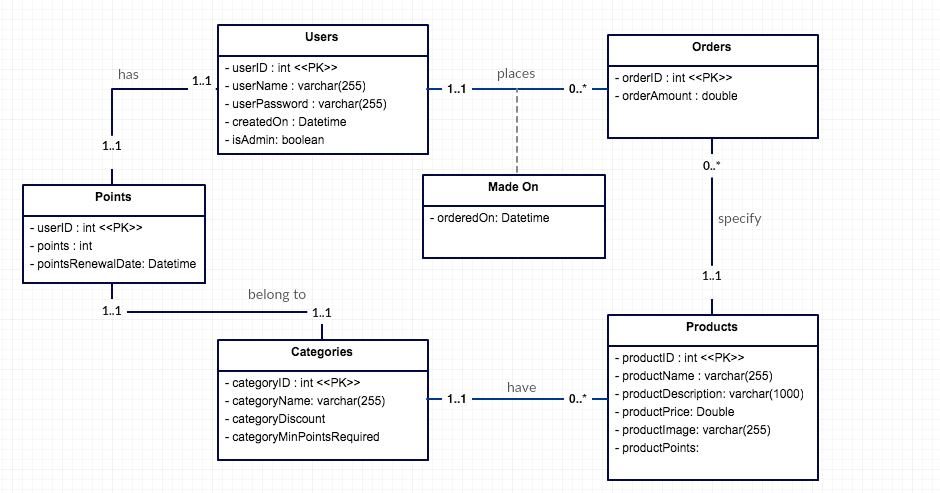 Users
- userID : int <<PK>>
- userName : varchar(255)
- userPassword : varchar(255)
- createdOn : Datetime
- isAdmin: boolean
has
1..1
1..1
places
1..1
0..*
Orders
- orderID : int <<PK>>
- orderAmount : double
Made On
- orderedOn: Datetime
0..*
specify
1..1
Points
- userID : int <<PK>>
- points : int
- pointsRenewalDate: Datetime
belong to
1..1
1..1
Categories
- categoryID : int <<PK>>
- categoryName: varchar(255)
- categoryDiscount
- categoryMinPointsRequired
have
1..1
0..*
Products
- productID : int <<PK>>
- productName : varchar(255)
- productDescription: varchar(1000)
- productPrice: Double
- productImage: varchar(255)
- productPoints: